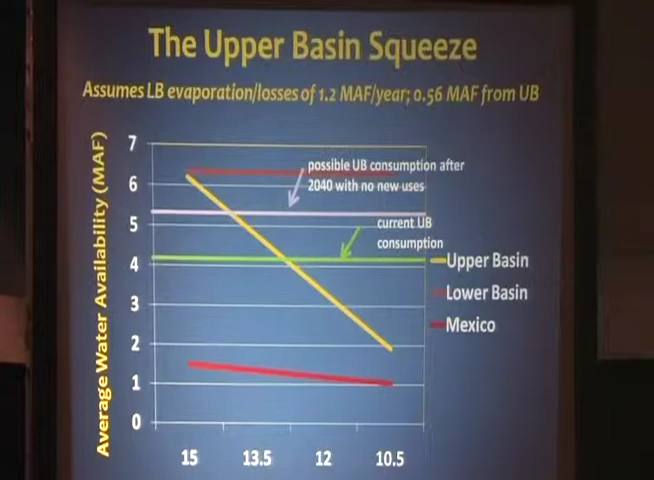 The Upper Basin Squeeze
Assumes LB evaporation/losses of 1.2 MAF/year; 0.56 MAF from UB
Average Water Availability (MAF)
7
6
5
4
3
2
1
0
possible UB consumption after
2040 with no new uses
current UB
consumption
Upper Basin
Lower Basin
Mexico
15
13.5
12
10.5